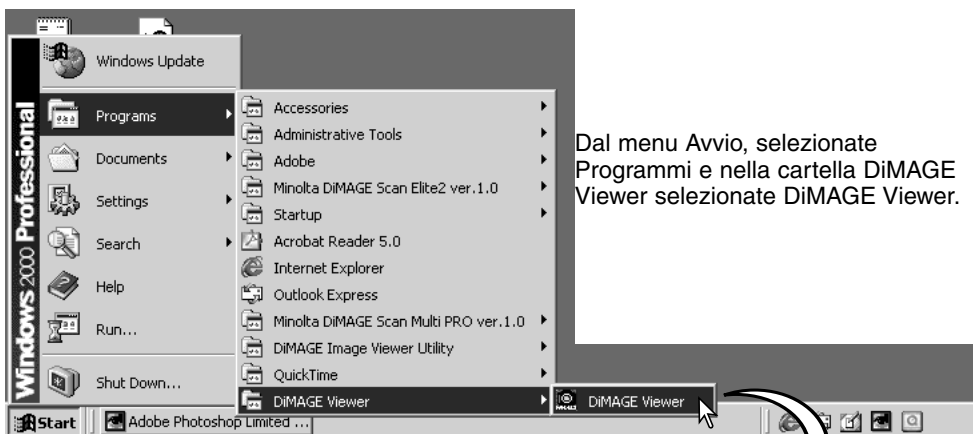 Windows 2000 Professional
Windows Update
Programs
Documents
Settings
Search
Help
Run...
Shut Down...
Accessories
Administrative Tools
Adobe
Minolta DiMAGE Scan Elite2 ver.1.0
Startup
Acrobat Reader 5.0
Internet Explorer
Outlook Express
Minolta DiMAGE Scan Multi PRO ver.1.0
DiMAGE Image Viewer Utility
QuickTime
DiMAGE Viewer
DiMAGE Viewer
Dal menu Avvio, selezionate
Programmi e nella cartella DiMAGE
Viewer selezionate DiMAGE Viewer.
Start
Adobe Photoshop Limited ...